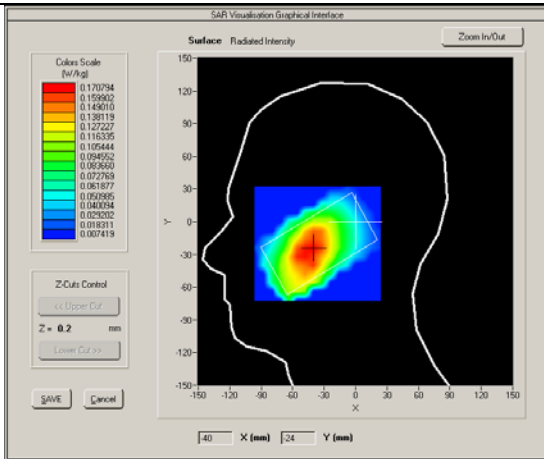 SAR Visualisation Graphical Interface
Surface Radiated Intensity
Zoom In/Out
Colors Scale
(W/kg)
0.170794
0.159902
0.149010
0.138119
0.127227
0.116335
0.105444
0.094552
0.083660
0.072769
0.061877
0.050985
0.040094
0.029202
0.018311
0.007419
Z-Cuts Control
<< Upper Cut
Z = 0.2 mm
Lower Cut >>
SAVE Cancel
150
120
90
60
30
0
-30
-60
-90
-120
-150
Y
-150 -120 -90 -60 -30 0 30 60 90 120 150
X
-40 X (mm) -24 Y (mm)